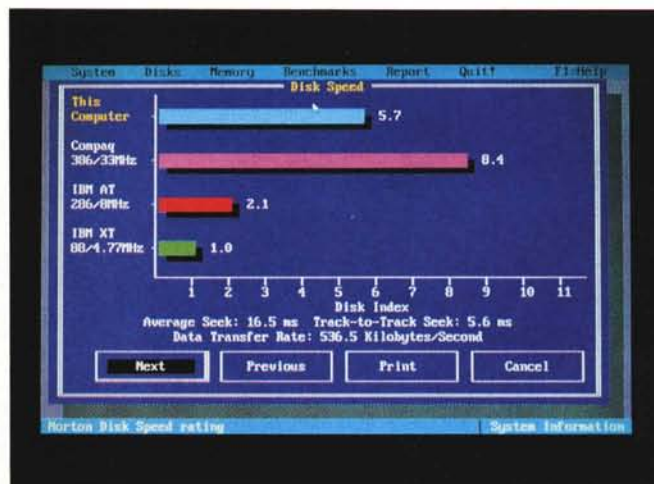 System Disks Memory Benchmarks Report Quit! F1=Help
Disk Speed
This
Computer
5.7
Compaq
386/33MHz
8.4
IBM AT
286/8MHz
2.1
IBM XT
88/4.77MHz
1.0
1 2 3 4 5 6 7 8 9 10 11
Disk Index
Average Seek: 16.5 ms Track-to-Track Seek: 5.6 ms
Data Transfer Rate: 536.5 Kilobytes/Second
Next Previous Print Cancel
Norton Disk Speed rating System Information